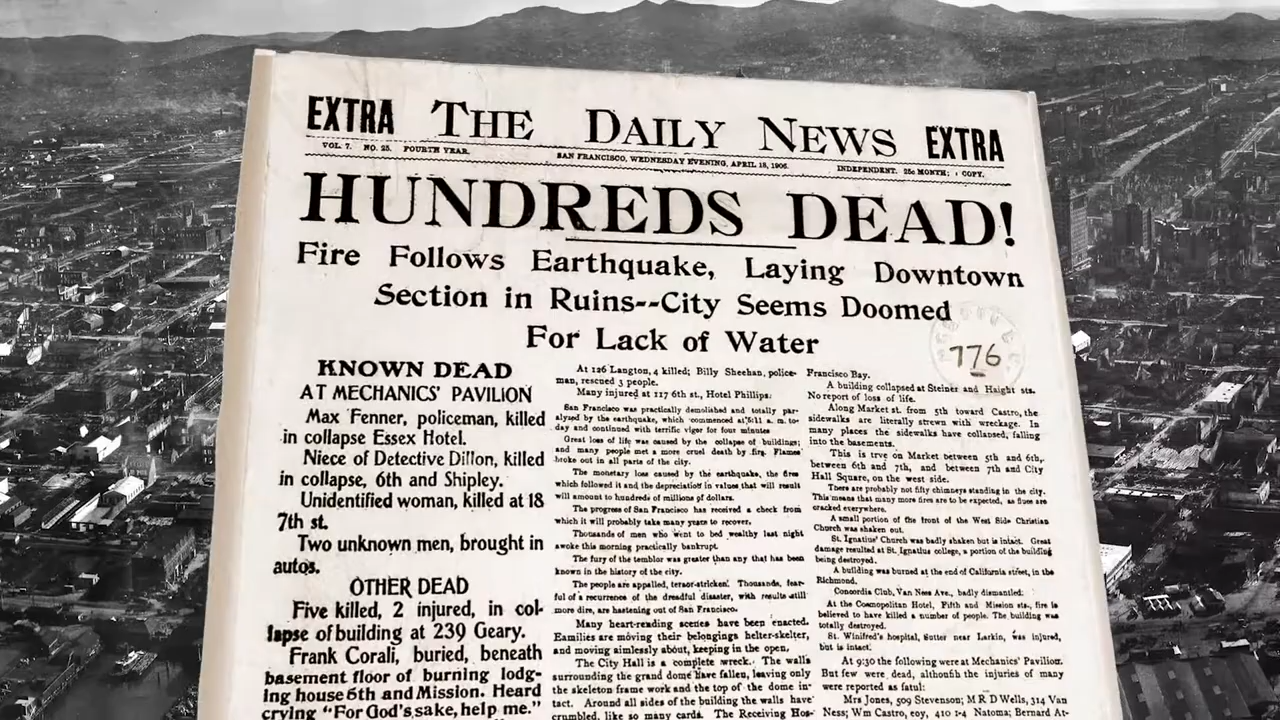 EXTRA THE DAILY NEWS EXTRA
VOL. 7. NO. 25. FOURTH YEAR. SAN FRANCISCO, WEDNESDAY EVENING, APRIL 18, 1906. INDEPENDENT. 25c MONTH; 1 COPY.
HUNDREDS DEAD!
Fire Follows Earthquake, Laying Downtown
Section in Ruins--City Seems Doomed
For Lack of Water
776
KNOWN DEAD
AT MECHANICS' PAVILION
Max Fenner, policeman, killed
in collapse Essex Hotel.
Niece of Detective Dillon, killed
in collapse, 6th and Shipley.
Unidentified woman, killed at 18
7th st.
Two unknown men, brought in
autos.
OTHER DEAD
Five killed, 2 injured, in col-
lapse of building at 239 Geary.
Frank Corali, buried, beneath
basement floor of burning lodg-
ing house 6th and Mission. Heard
crying "For God's sake, help me."
At 126 Langton, 4 killed; Billy Sheehan, police-
man, rescued 3 people.
Many injured at 117 6th st., Hotel Phillips.
San Francisco was practically demolished and totally par-
alyzed by the earthquake, which commenced at 5:11 a. m. to-
day and continued with terrific vigor for four minutes
Great loss of life was caused by the collapse of buildings;
and many people met a more cruel death by fire. Flames
broke out in all parts of the city.
The monetary loss caused by the earthquake, the fires
which followed it and the depreciation in values that will result
will amount to hundreds of millions of dollars.
The progress of San Francisco has received a check from
which it will probably take many years to recover.
Thousands of men who went to bed wealthy last night
awoke this morning practically bankrupt.
The fury of the temblor was greater than any that has been
known in the history of the city.
The people are appalled, terror-stricken. Thousands, fear-
ful of a recurrence of the dreadful disaster, with results still
more dire, are hastening out of San Francisco.
Many heart-reading scenes have been enacted.
Families are moving their belongings helter-skelter,
and moving aimlessly about, keeping in the open.
The City Hall is a complete wreck. The walls
surrounding the grand dome have fallen, leaving only
the skeleton frame work and the top of the dome in-
tact. Around all sides of the building the walls have
crumbled, like so many cards. The Receiving Hos-
Francisco Bay.
A building collapsed at Steiner and Haight sts.
No report of loss of life.
Along Market st. from 5th toward Castro, the
sidewalks are literally strewn with wreckage. In
many places the sidewalks have collapsed, falling
into the basements.
This is trve on Market between 5th and 6th,
between 6th and 7th, and between 7th and City
Hall Square, on the west side.
There are probably not fifty chimneys standing in the city.
This means that many more fires are to be expected, as flues are
cracked everywhere.
A small portion of the front of the West Side Christian
Church was shaken out.
St. Ignatius' Church was badly shaken but is intact. Great
damage resulted at St. Ignatius college, a portion of the building
being destroyed.
A building was burned at the end of California street, in the
Richmond.
Concordia Club, Van Ness Ave., badly dismantled:
At the Cosmopolitan Hotel, Fifth and Mission sts., fire is
believed to have killed a number of people. The building was
totally destroyed.
St. Winifred's hospital, Sutter near Larkin, was injured,
but is intact.
At 9:30 the following were at Mechanics' Pavilion.
But few were dead, although the injuries of many
were reported as fatal:
Mrs Jones, 509 Stevenson; M R D Wells, 314 Van
Ness; Wm Castro, eoy, 410 1-4 Natoma; Bernard At-